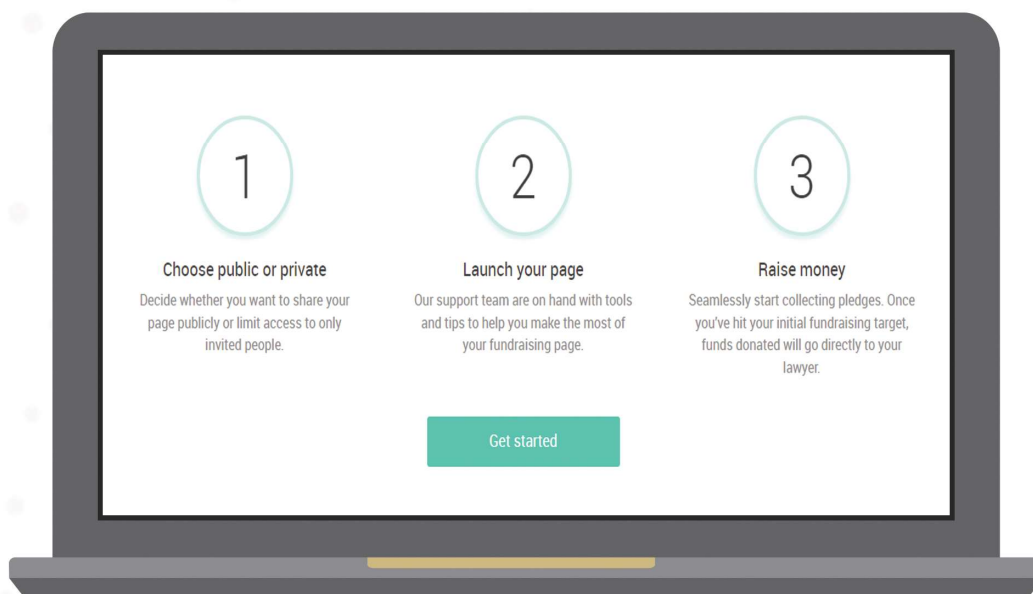 1
Choose public or private
Decide whether you want to share your
page publicly or limit access to only
invited people.
2
Launch your page
Our support team are on hand with tools
and tips to help you make the most of
your fundraising page.
3
Raise money
Seamlessly start collecting pledges. Once
you've hit your initial fundraising target,
funds donated will go directly to your
lawyer.
Get started